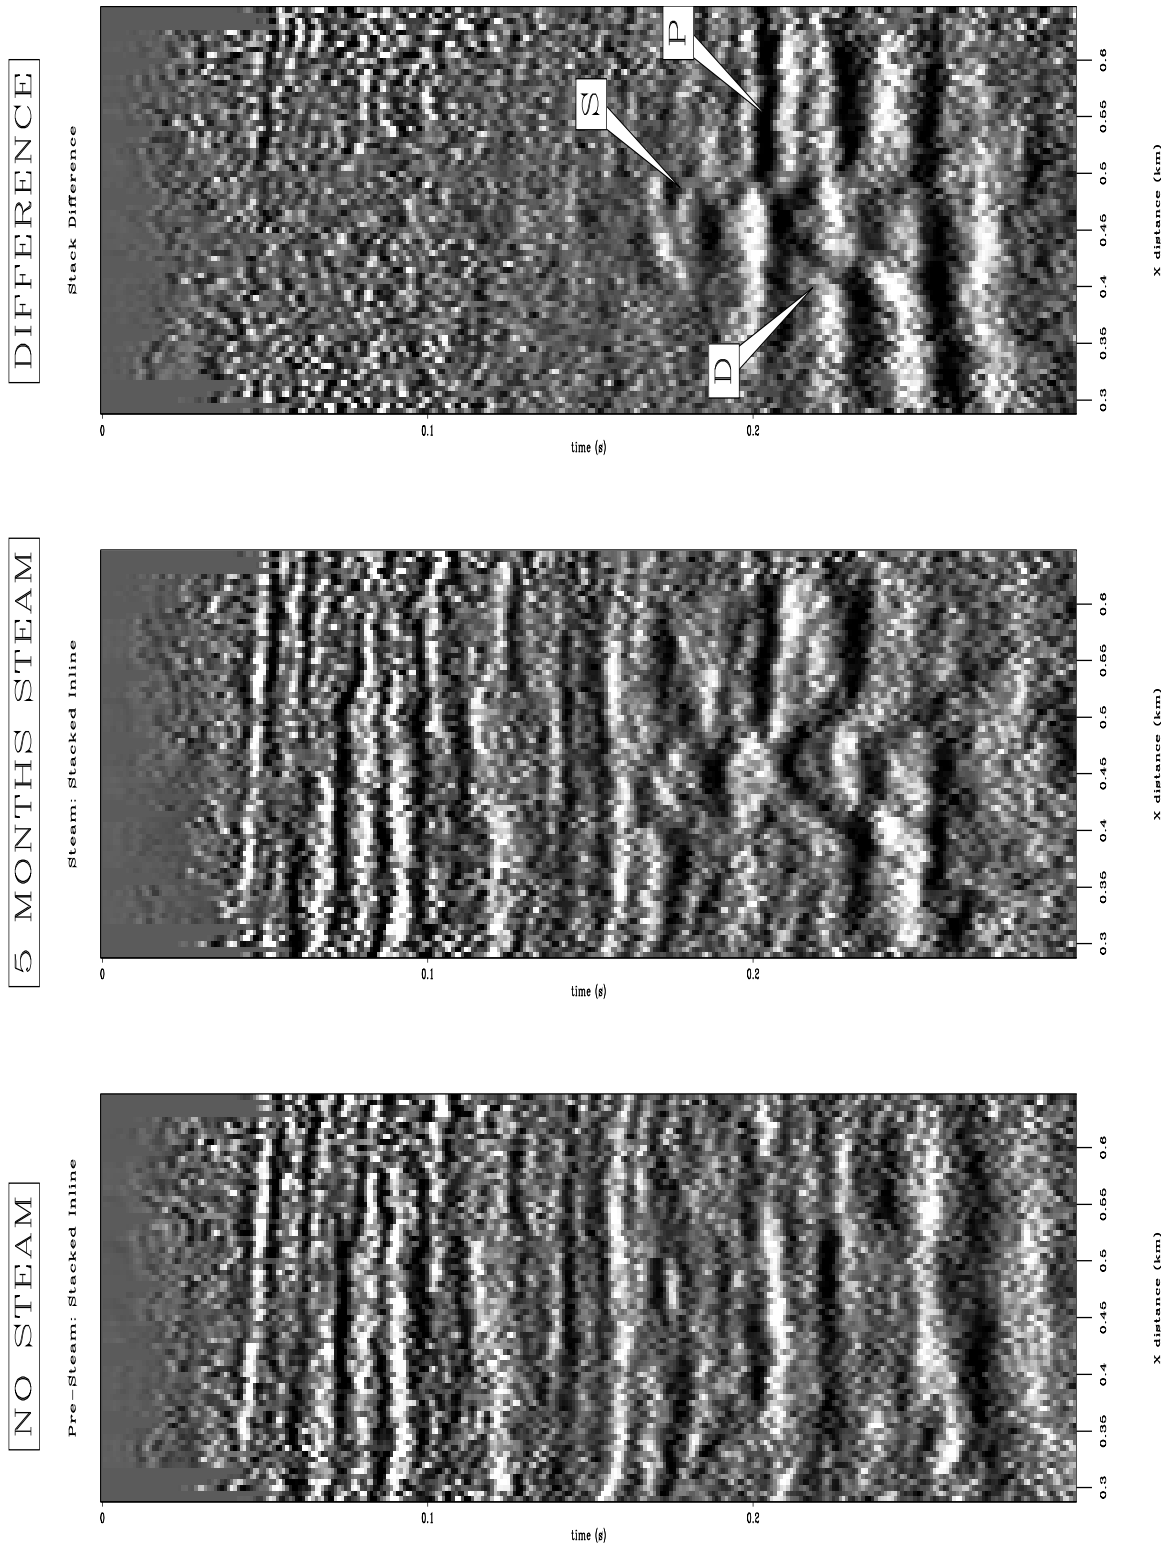 NO STEAM
5 MONTHS STEAM
DIFFERENCE
Pre-Steam: Stacked Inline
Steam: Stacked Inline
Stack Difference
0
0.1
0.2
time (s)
0.3 0.35 0.4 0.45 0.5 0.55 0.6
X distance (km)
0
0.1
0.2
time (s)
0.3 0.35 0.4 0.45 0.5 0.55 0.6
X distance (km)
0
0.1
0.2
time (s)
S
P
D
0.3 0.35 0.4 0.45 0.5 0.55 0.6
X distance (km)